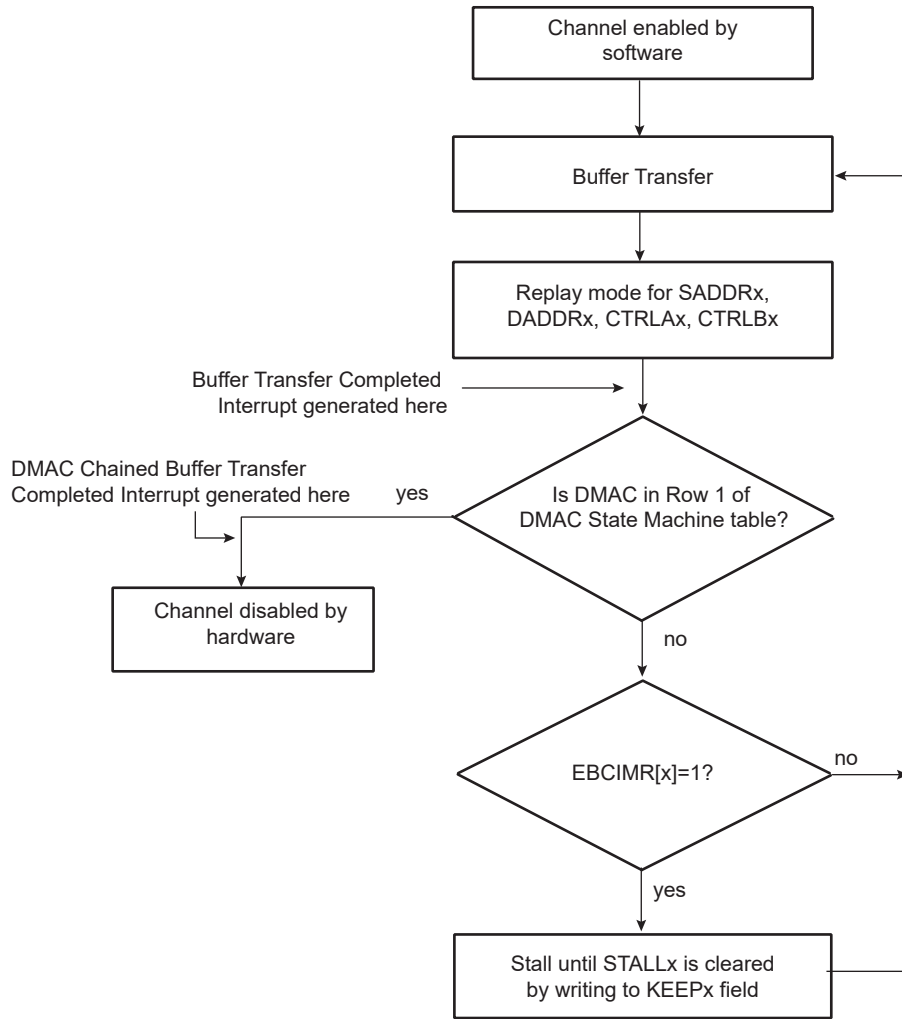 Channel enabled by
software
Buffer Transfer
Replay mode for SADDRx,
DADDRx, CTRLAx, CTRLBx
Buffer Transfer Completed
Interrupt generated here
DMAC Chained Buffer Transfer
Completed Interrupt generated here
yes
Is DMAC in Row 1 of
DMAC State Machine table?
Channel disabled by
hardware
no
EBCIMR[x]=1?
no
yes
Stall until STALLx is cleared
by writing to KEEPx field